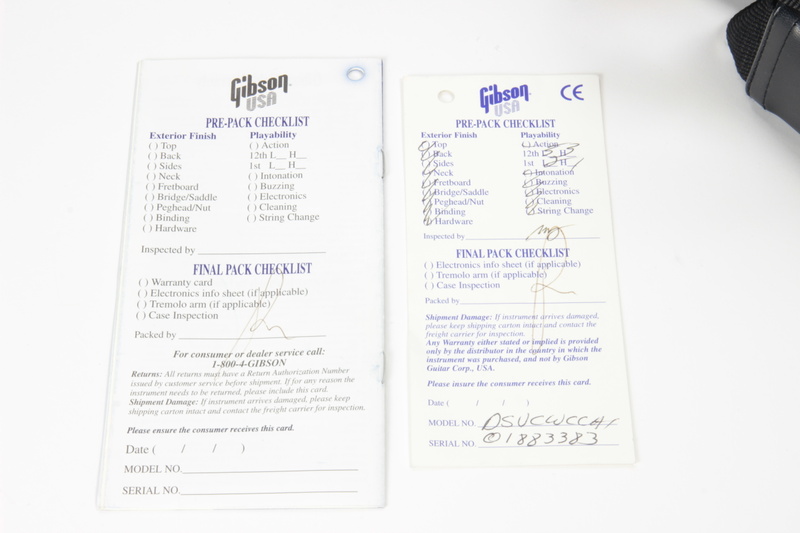 Gibson
USA
PRE-PACK CHECKLIST
Exterior Finish Playability
( ) Top ( ) Action
( ) Back 12th L__ H__
( ) Sides 1st L__ H__
( ) Neck ( ) Intonation
( ) Fretboard ( ) Buzzing
( ) Bridge/Saddle ( ) Electronics
( ) Peghead/Nut ( ) Cleaning
( ) Binding ( ) String Change
( ) Hardware
Inspected by
FINAL PACK CHECKLIST
( ) Warranty card
( ) Electronics info sheet (if applicable)
( ) Tremolo arm (if applicable)
( ) Case Inspection
Packed by
For consumer or dealer service call:
1-800-4-GIBSON
Returns: All returns must have a Return Authorization Number
issued by customer service before shipment. If for any reason the
instrument needs to be returned, please include this card.
Shipment Damage: If instrument arrives damaged, please keep
shipping carton intact and contact the freight carrier for inspection.
Please ensure the consumer receives this card.
Date ( / / )
MODEL NO.
SERIAL NO.
Gibson
USA
CE
PRE-PACK CHECKLIST
Exterior Finish Playability
( ) Top ( ) Action
( ) Back 12th
( ) Sides 1st
( ) Neck ( ) Intonation
( ) Fretboard ( ) Buzzing
( ) Bridge/Saddle ( ) Electronics
( ) Peghead/Nut ( ) Cleaning
( ) Binding ( ) String Change
( ) Hardware
Inspected by
FINAL PACK CHECKLIST
( ) Electronics info sheet (if applicable)
( ) Tremolo arm (if applicable)
( ) Case Inspection
Packed by
Shipment Damage: If instrument arrives damaged,
please keep shipping carton intact and contact the
freight carrier for inspection.
Any Warranty either stated or implied is provided
only by the distributor in the country in which the
instrument was purchased, and not by Gibson
Guitar Corp., USA.
Please insure the consumer receives this card.
Date ( / / )
MODEL NO.
SERIAL NO. 01883383